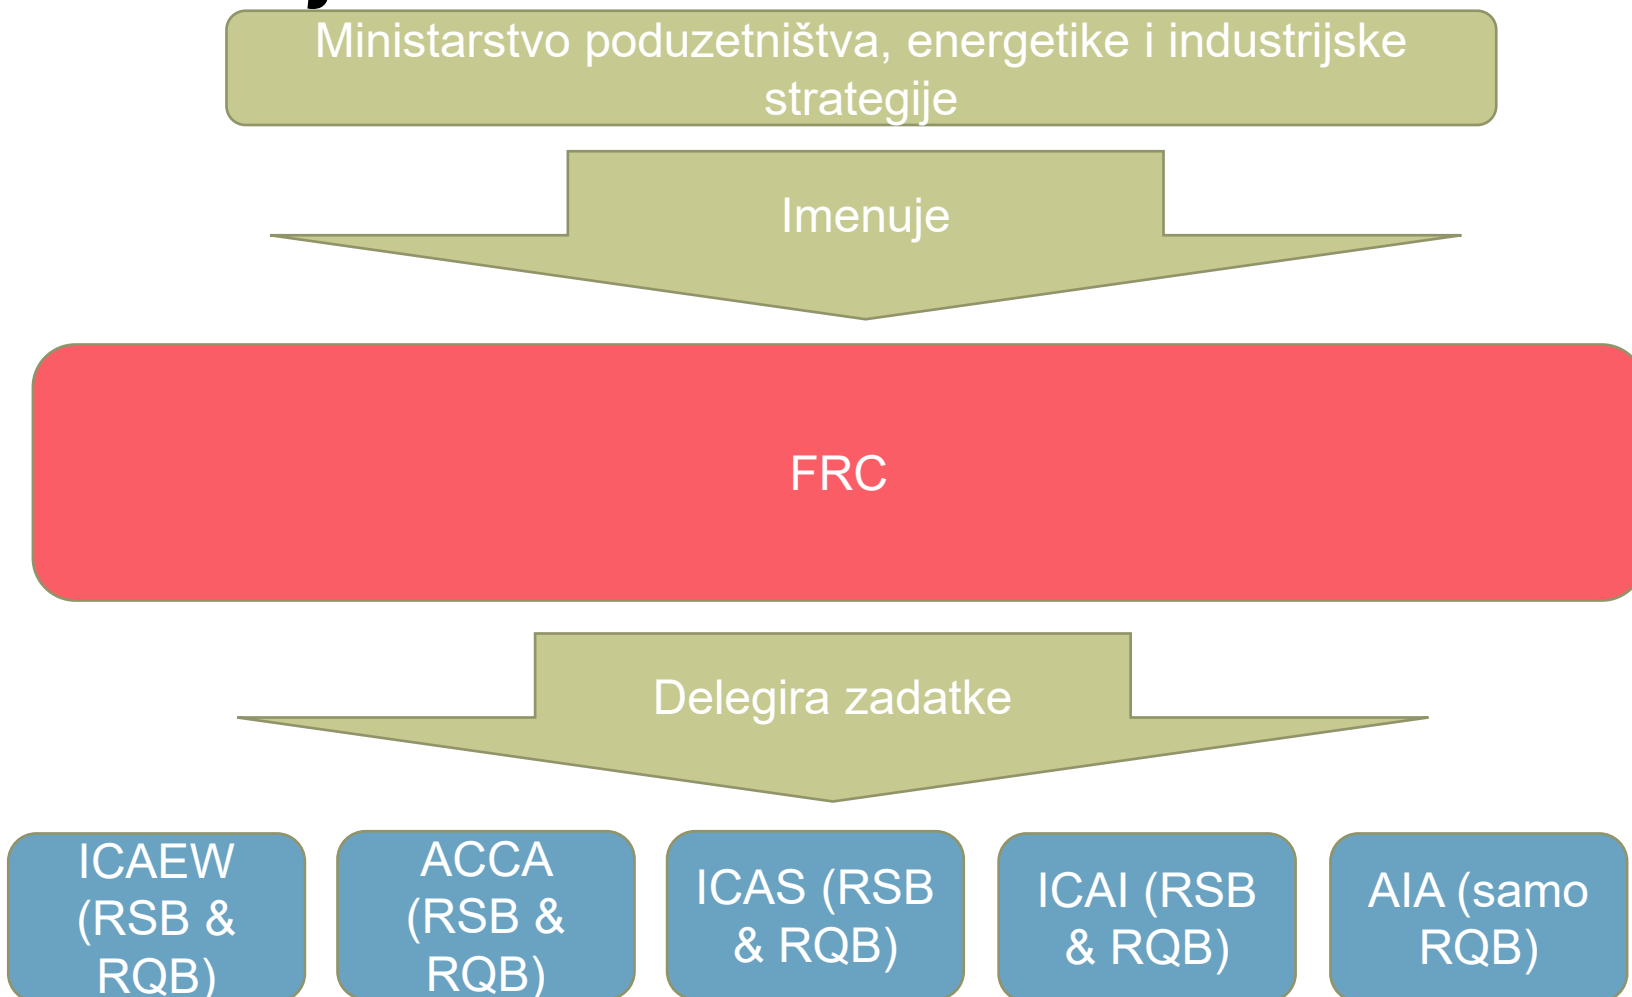 Ministarstvo poduzetništva, energetike i industrijske
strategije
Imenuje
FRC
Delegira zadatke
ICAEW
(RSB &
RQB)
ACCA
(RSB &
RQB)
ICAS (RSB
& RQB)
ICAI (RSB
& RQB)
AIA (samo
RQB)